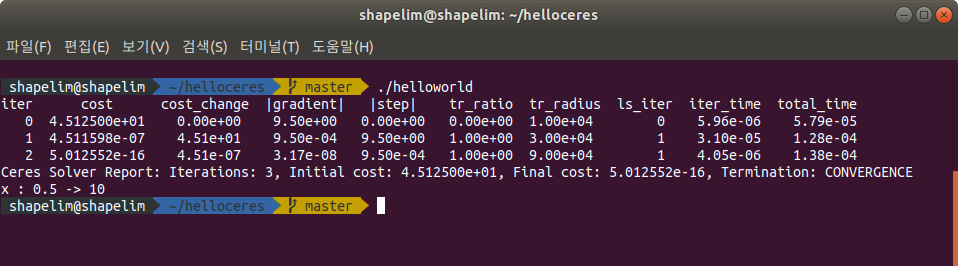 shapelim@shapelim: ~/helloceres
파일(F) 편집(E) 보기(V) 검색(S) 터미널(T) 도움말(H)
shapelim@shapelim ~/helloceres master ./helloworld
iter cost cost_change |gradient| |step| tr_ratio tr_radius ls_iter iter_time total_time
0 4.512500e+01 0.00e+00 9.50e+00 0.00e+00 0.00e+00 1.00e+04 0 5.96e-06 5.79e-05
1 4.511598e-07 4.51e+01 9.50e-04 9.50e+00 1.00e+00 3.00e+04 1 3.10e-05 1.28e-04
2 5.012552e-16 4.51e-07 3.17e-08 9.50e-04 1.00e+00 9.00e+04 1 4.05e-06 1.38e-04
Ceres Solver Report: Iterations: 3, Initial cost: 4.512500e+01, Final cost: 5.012552e-16, Termination: CONVERGENCE
x : 0.5 -> 10
shapelim@shapelim ~/helloceres master